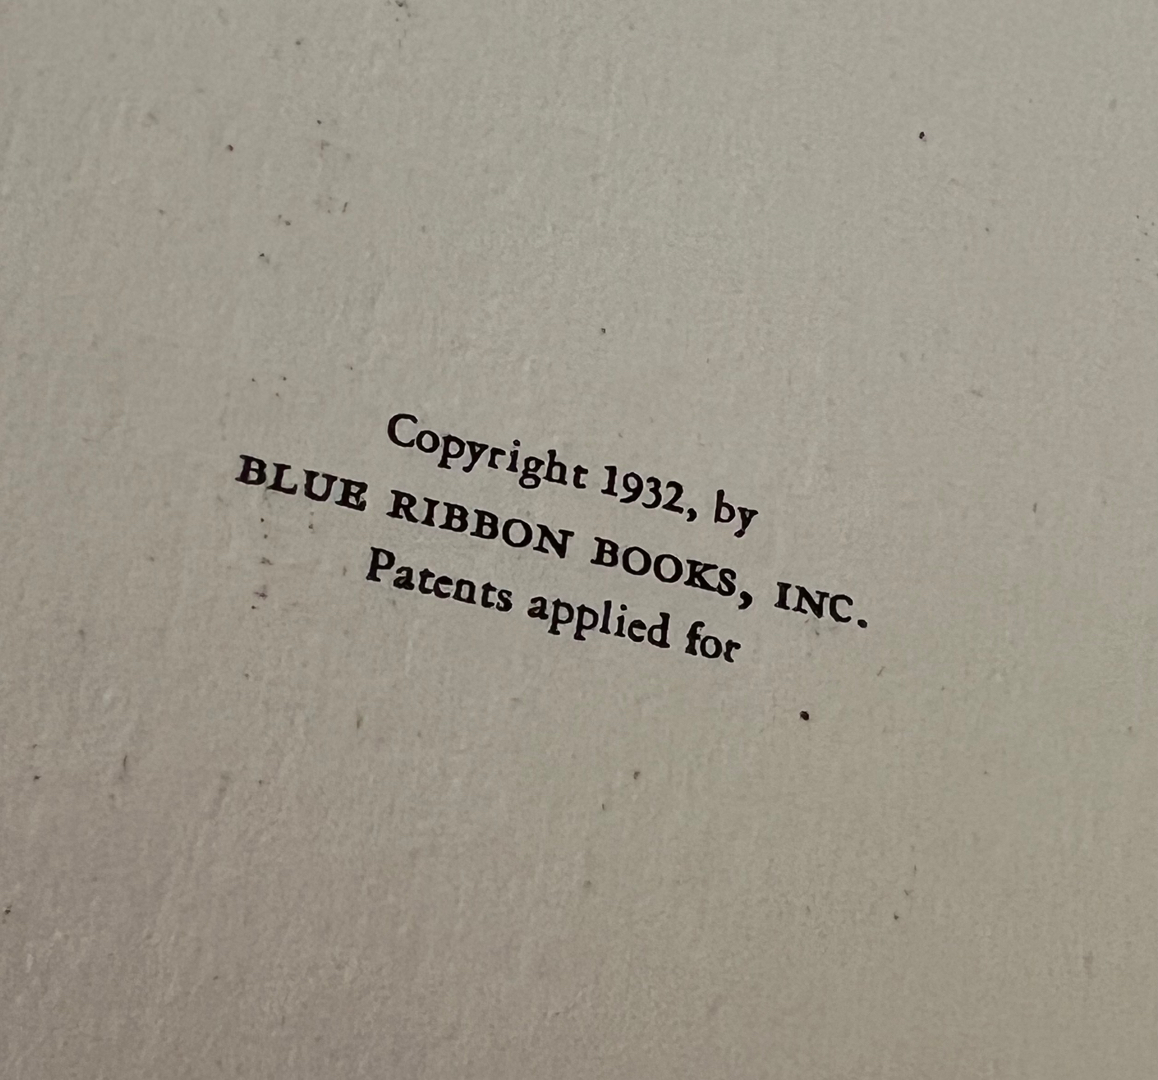 Copyright 1932, by
BLUE RIBBON BOOKS, INC.
Patents applied for